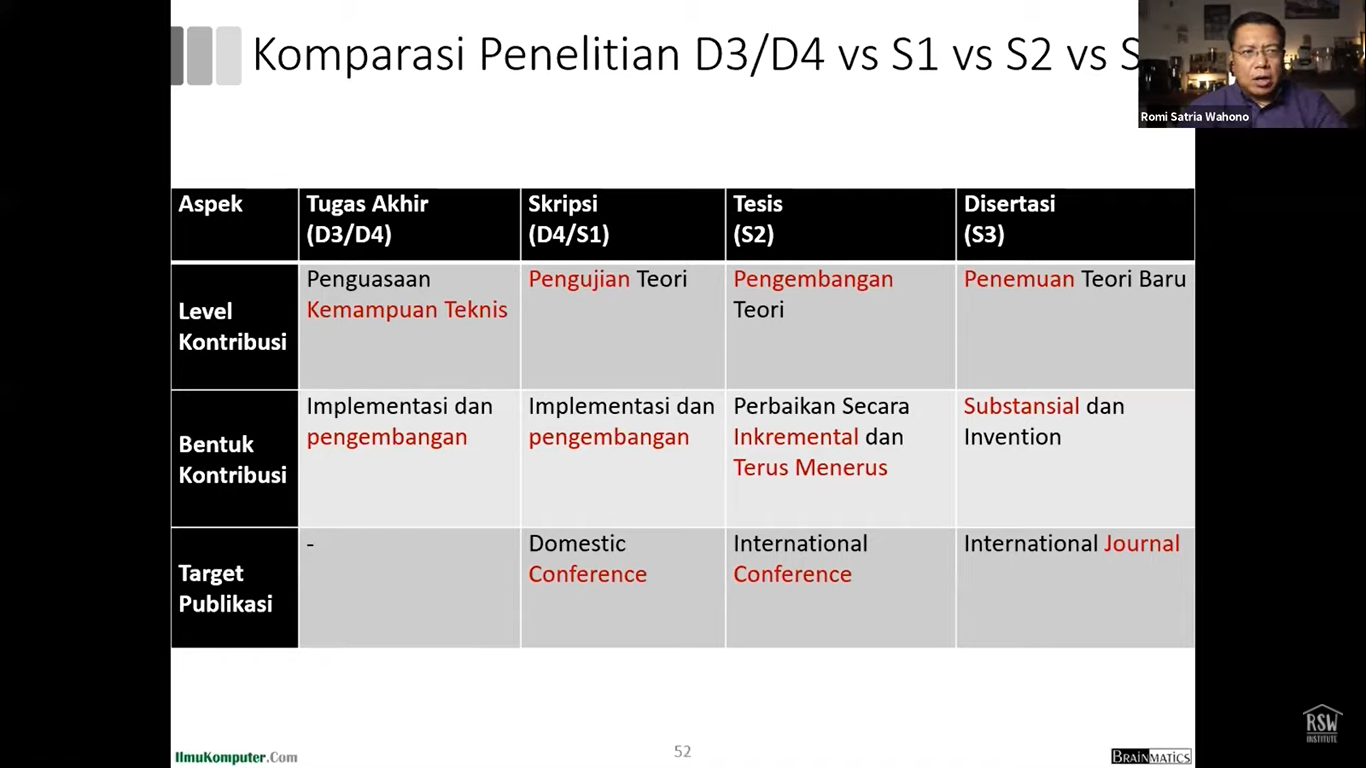 Komparasi Penelitian D3/D4 vs S1 vs S2 vs S
Romi Satria Wahono
Aspek
Tugas Akhir
(D3/D4)
Skripsi
(D4/S1)
Tesis
(S2)
Disertasi
(S3)
Level
Kontribusi
Penguasaan
Kemampuan Teknis
Pengujian Teori
Pengembangan
Teori
Penemuan Teori Baru
Bentuk
Kontribusi
Implementasi dan
pengembangan
Implementasi dan
pengembangan
Perbaikan Secara
Inkremental dan
Terus Menerus
Substansial dan
Invention
Target
Publikasi
-
Domestic
Conference
International
Conference
International Journal
RSW
INSTITUTE
IlmuKomputer.Com
52
BRAINMATICS